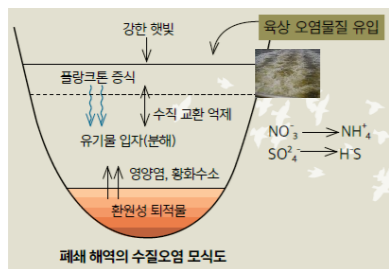 강한 햇빛
육상 오염물질 유입
플랑크톤 증식
수직 교환 억제
유기물 입자(분해)
NO⁻₃ → NH⁺₄
SO²₄⁻ → H⁻S
영양염, 황화수소
환원성 퇴적물
폐쇄 해역의 수질오염 모식도